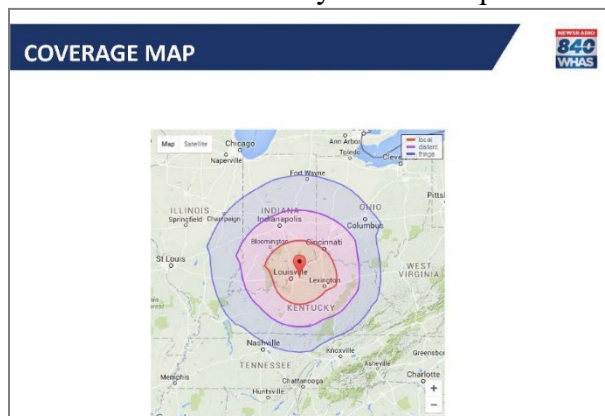 COVERAGE MAP
NEWSRADIO
840
WHAS
Map Satellite
local
distant
fringe
Chicago
Naperville
Ann Arbor
Toledo
Fort Wayne
ILLINOIS
INDIANA
OHIO
Springfield
Champaign
Indianapolis
Columbus
Bloomington
Cincinnati
St Louis
WEST
VIRGINIA
Louisville
Lexington
KENTUCKY
Nashville
Knoxville
TENNESSEE
Asheville
Greensbo
Memphis
Chattanooga
Charlotte
Huntsville
+
−